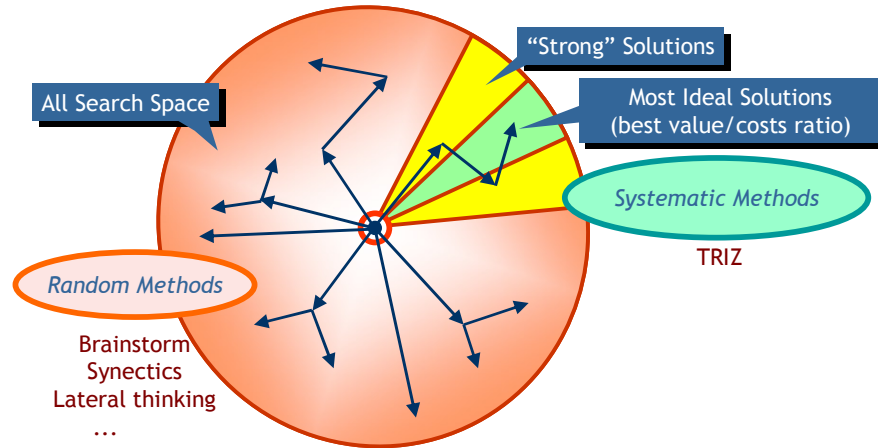 “Strong” Solutions
All Search Space
Most Ideal Solutions
(best value/costs ratio)
Systematic Methods
TRIZ
Random Methods
Brainstorm
Synectics
Lateral thinking
...